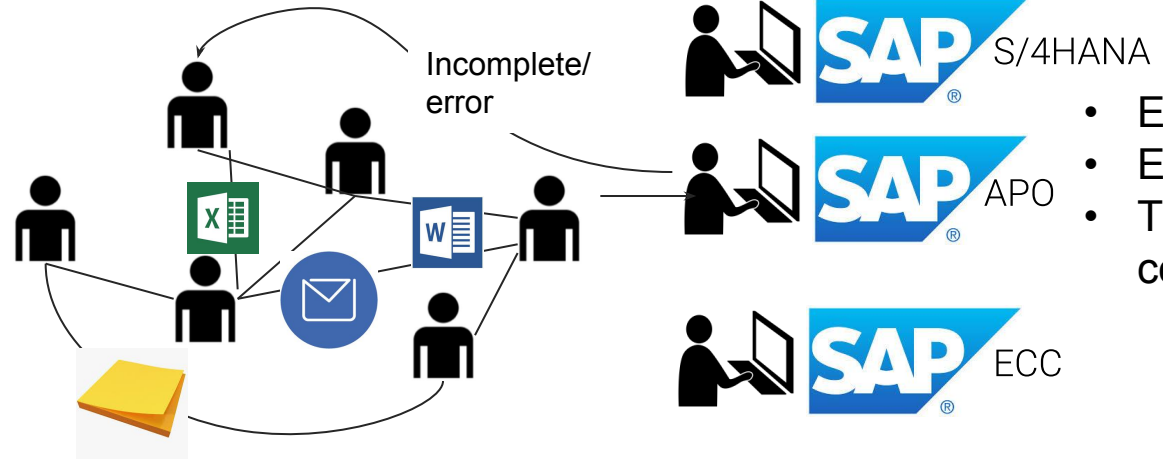 Incomplete/
error
SAP
®
S/4HANA
SAP
®
APO
SAP
®
ECC
X
W
• E
• E
• T